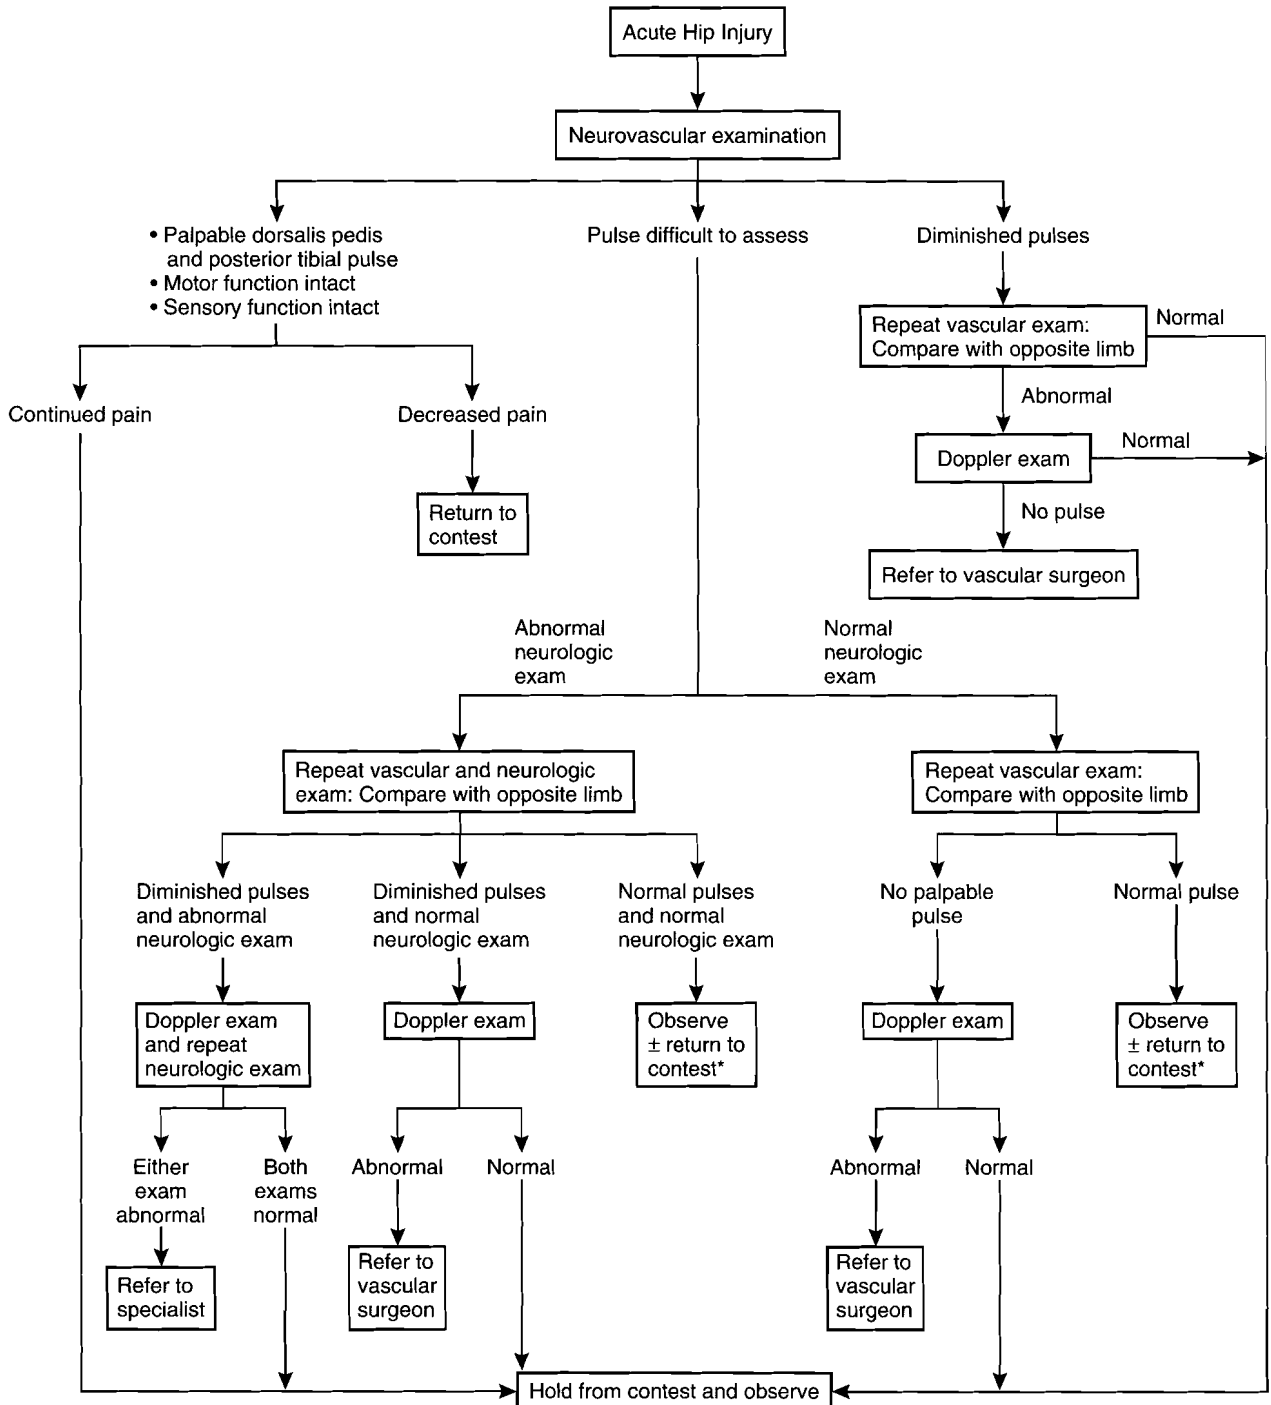 Acute Hip Injury
Neurovascular examination
• Palpable dorsalis pedis
and posterior tibial pulse
• Motor function intact
• Sensory function intact
Pulse difficult to assess
Diminished pulses
Repeat vascular exam:
Compare with opposite limb
Normal
Abnormal
Continued pain
Decreased pain
Doppler exam
Normal
Return to
contest
No pulse
Refer to vascular surgeon
Abnormal
neurologic
exam
Normal
neurologic
exam
Repeat vascular and neurologic
exam: Compare with opposite limb
Repeat vascular exam:
Compare with opposite limb
Diminished pulses
and abnormal
neurologic exam
Diminished pulses
and normal
neurologic exam
Normal pulses
and normal
neurologic exam
No palpable
pulse
Normal pulse
Doppler exam
and repeat
neurologic exam
Doppler exam
Observe
± return to
contest*
Doppler exam
Observe
± return to
contest*
Either
exam
abnormal
Both
exams
normal
Abnormal
Normal
Abnormal
Normal
Refer to
specialist
Refer to
vascular
surgeon
Refer to
vascular
surgeon
Hold from contest and observe